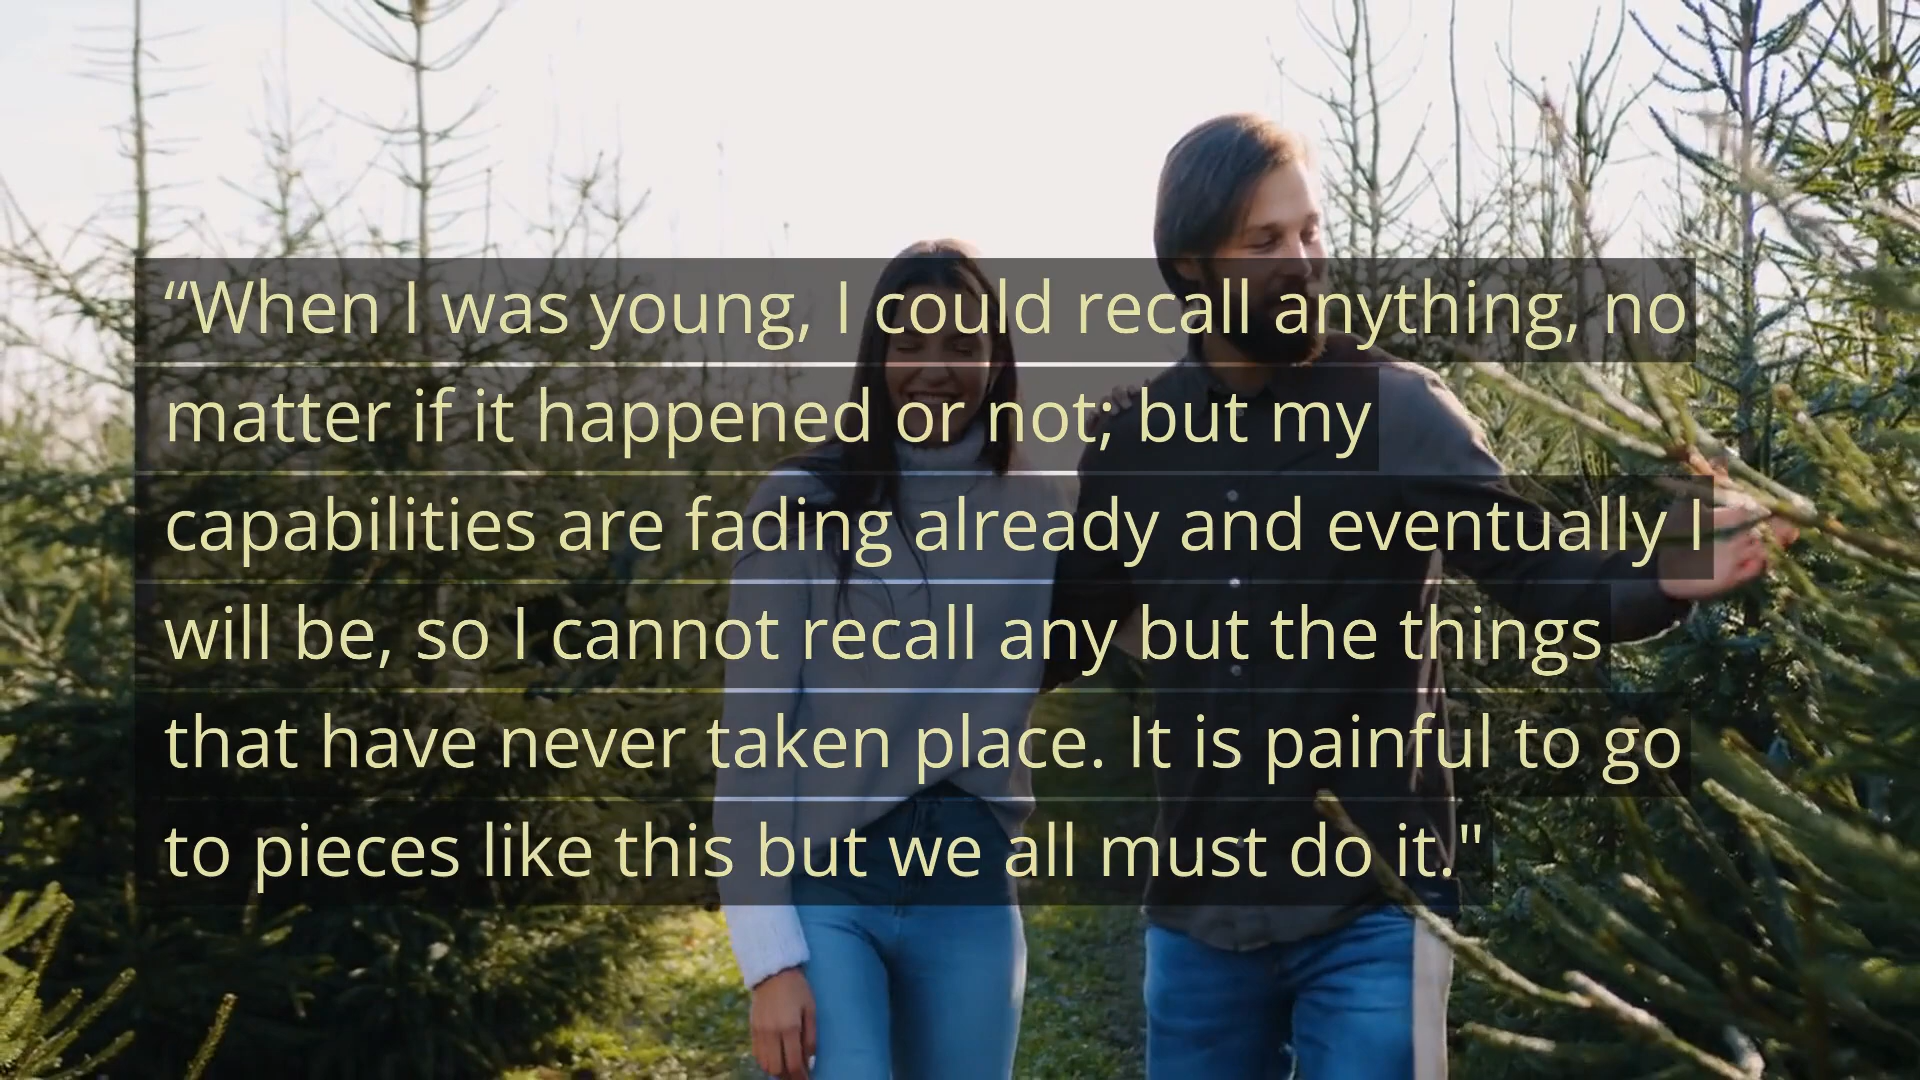 “When I was young, I could recall anything, no
matter if it happened or not; but my
capabilities are fading already and eventually I
will be, so I cannot recall any but the things
that have never taken place. It is painful to go
to pieces like this but we all must do it."